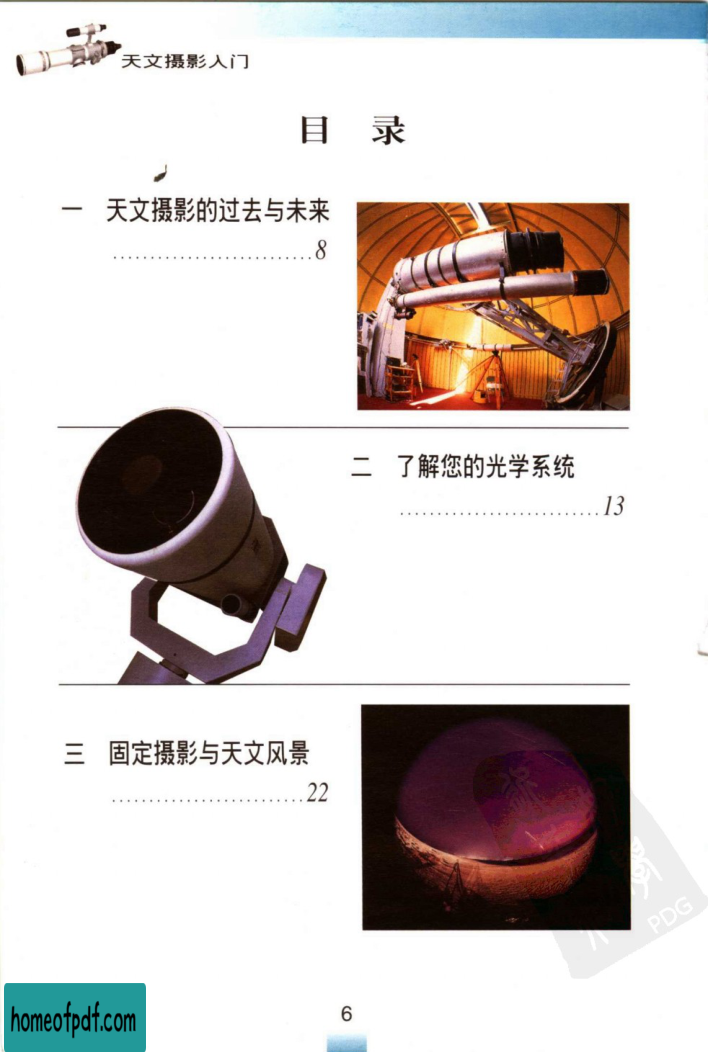 天文摄影入门
目 录
一 天文摄影的过去与未来
...........................8
二 了解您的光学系统
...........................13
三 固定摄影与天文风景
..........................22
PDG
6
homeofpdf.com